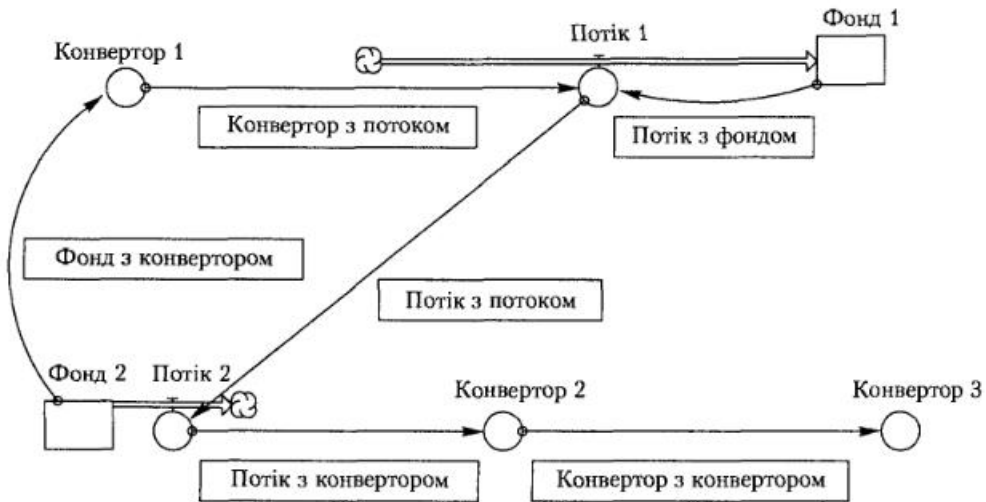 Фонд 1
Потік 1
Конвертор 1
Конвертор з потоком
Потік з фондом
Фонд з конвертором
Потік з потоком
Фонд 2
Потік 2
Конвертор 2
Конвертор 3
Потік з конвертором
Конвертор з конвертором